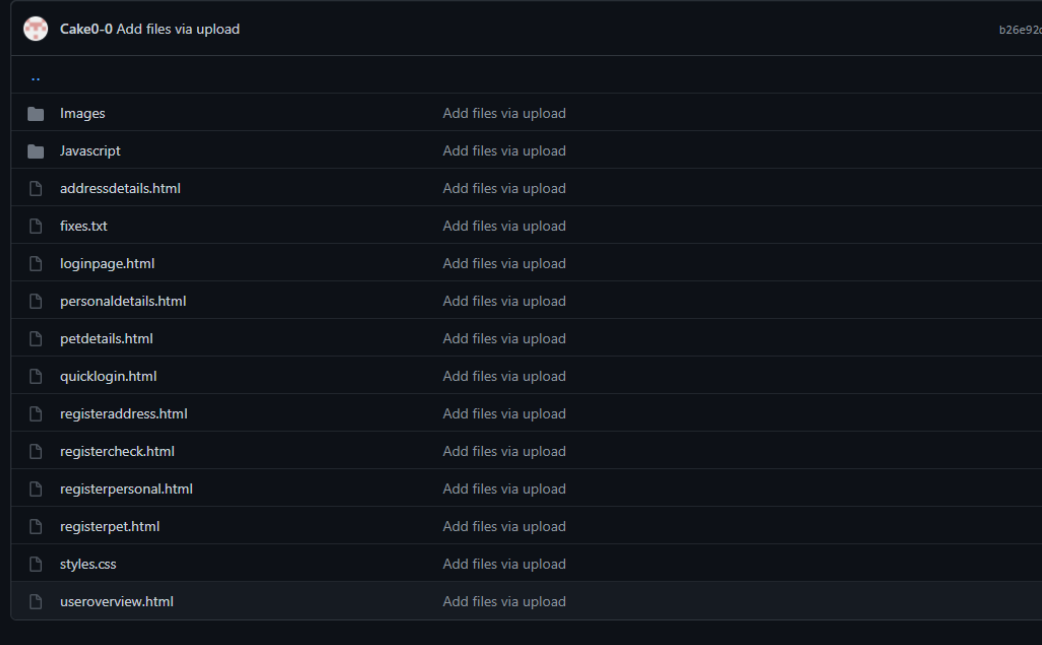 Cake0-0 Add files via upload b26e92
..
Images Add files via upload
Javascript Add files via upload
addressdetails.html Add files via upload
fixes.txt Add files via upload
loginpage.html Add files via upload
personaldetails.html Add files via upload
petdetails.html Add files via upload
quicklogin.html Add files via upload
registeraddress.html Add files via upload
registercheck.html Add files via upload
registerpersonal.html Add files via upload
registerpet.html Add files via upload
styles.css Add files via upload
useroverview.html Add files via upload